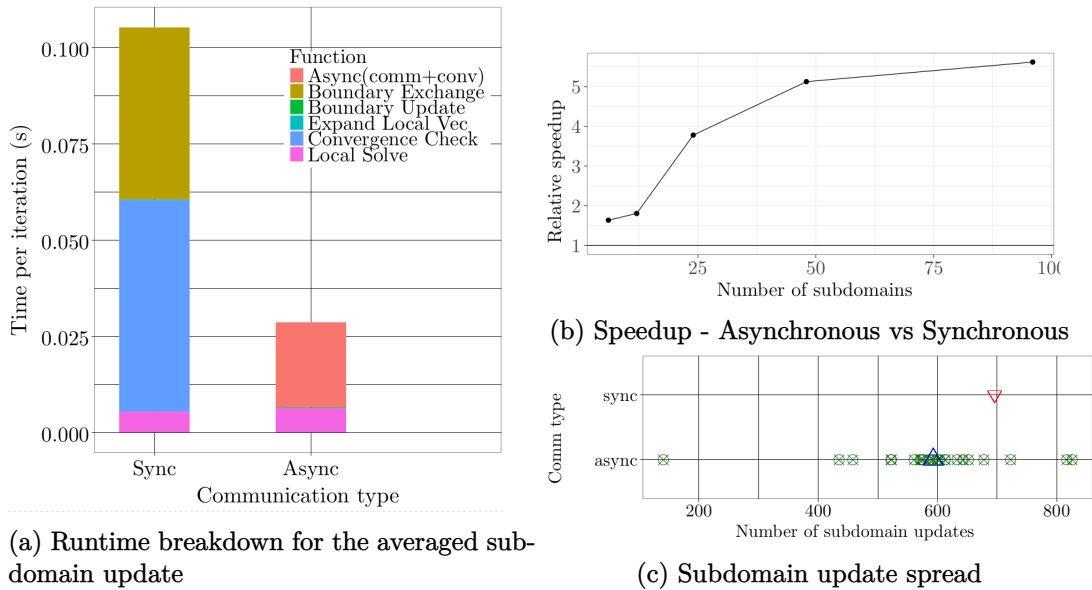 Time per iteration (s)
0.100
0.075
0.050
0.025
0.000
Function
Async(comm+conv)
Boundary Exchange
Boundary Update
Expand Local Vec
Convergence Check
Local Solve
Sync
Async
Communication type
(a) Runtime breakdown for the averaged sub-
domain update
Relative speedup
5
4
3
2
1
25
50
75
100
Number of subdomains
(b) Speedup - Asynchronous vs Synchronous
Comm type
sync
async
200
400
600
800
Number of subdomain updates
(c) Subdomain update spread